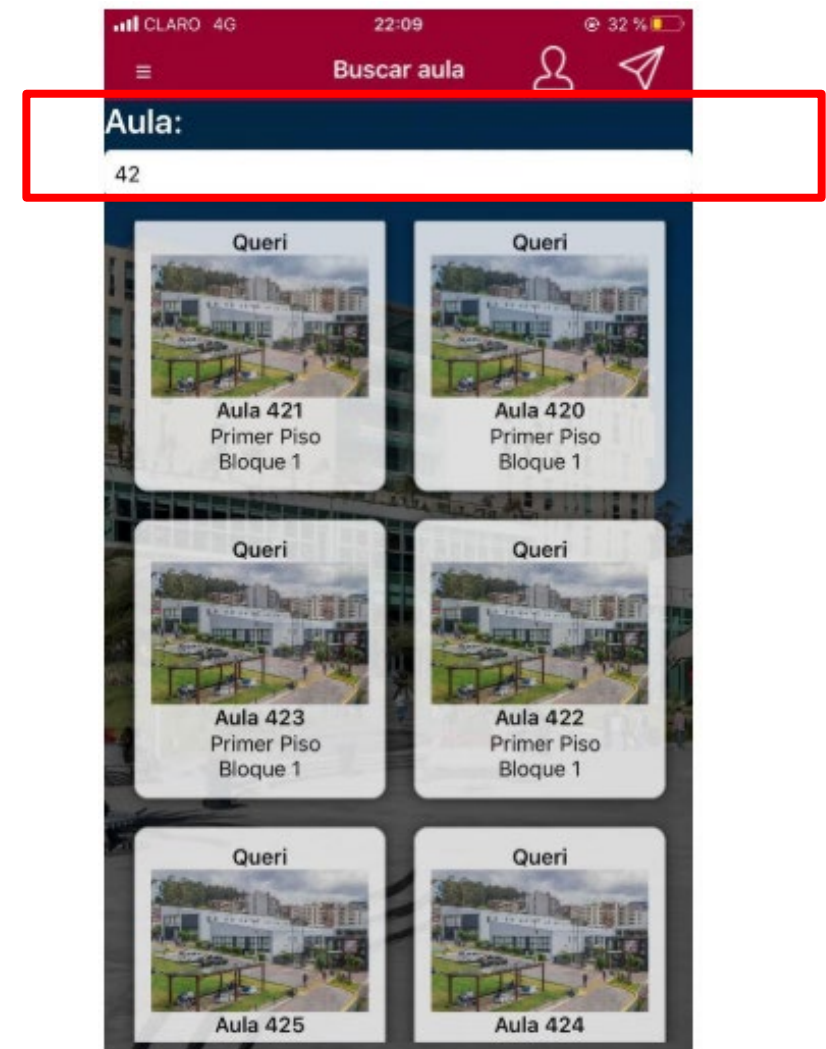 CLARO 4G 22:09 32 %
≡ Buscar aula
Aula:
42
Queri Queri
Aula 421 Aula 420
Primer Piso Primer Piso
Bloque 1 Bloque 1
Queri Queri
Aula 423 Aula 422
Primer Piso Primer Piso
Bloque 1 Bloque 1
Queri Queri
Aula 425 Aula 424